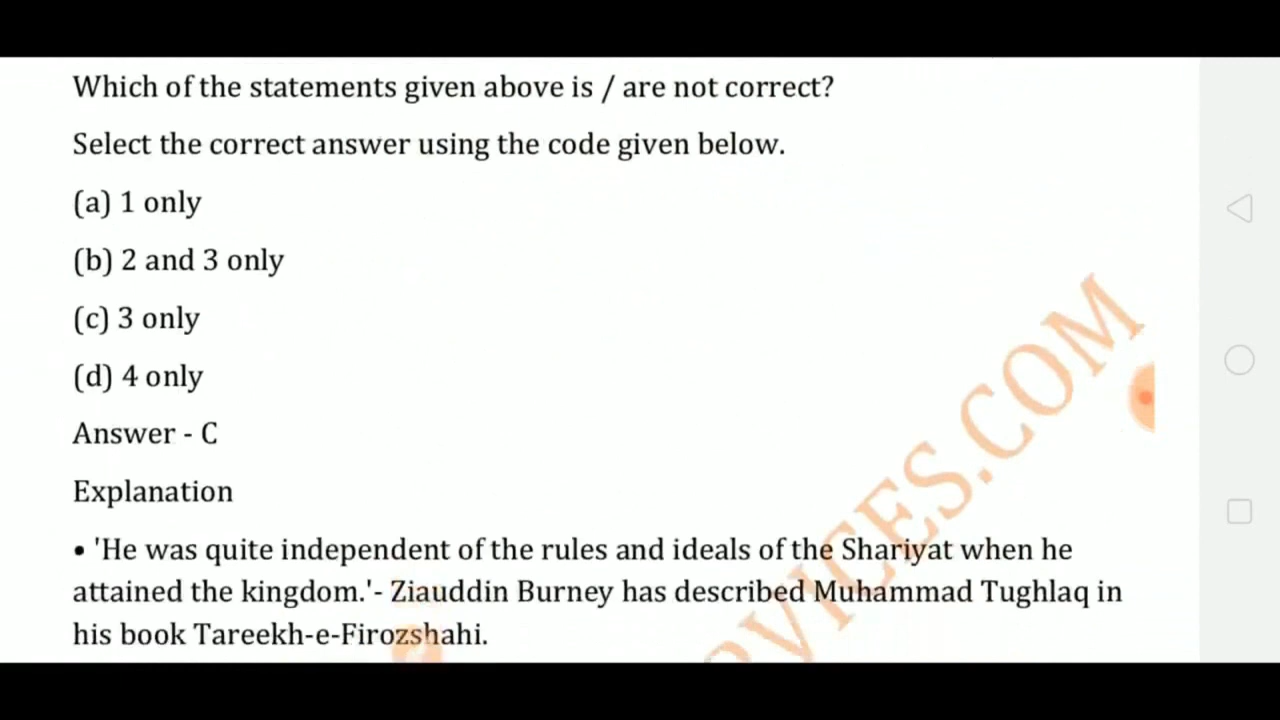 Which of the statements given above is / are not correct?
Select the correct answer using the code given below.
(a) 1 only
(b) 2 and 3 only
(c) 3 only
(d) 4 only
Answer - C
Explanation
• 'He was quite independent of the rules and ideals of the Shariyat when he
attained the kingdom.'- Ziauddin Burney has described Muhammad Tughlaq in
his book Tareekh-e-Firozshahi.
VICES.COM